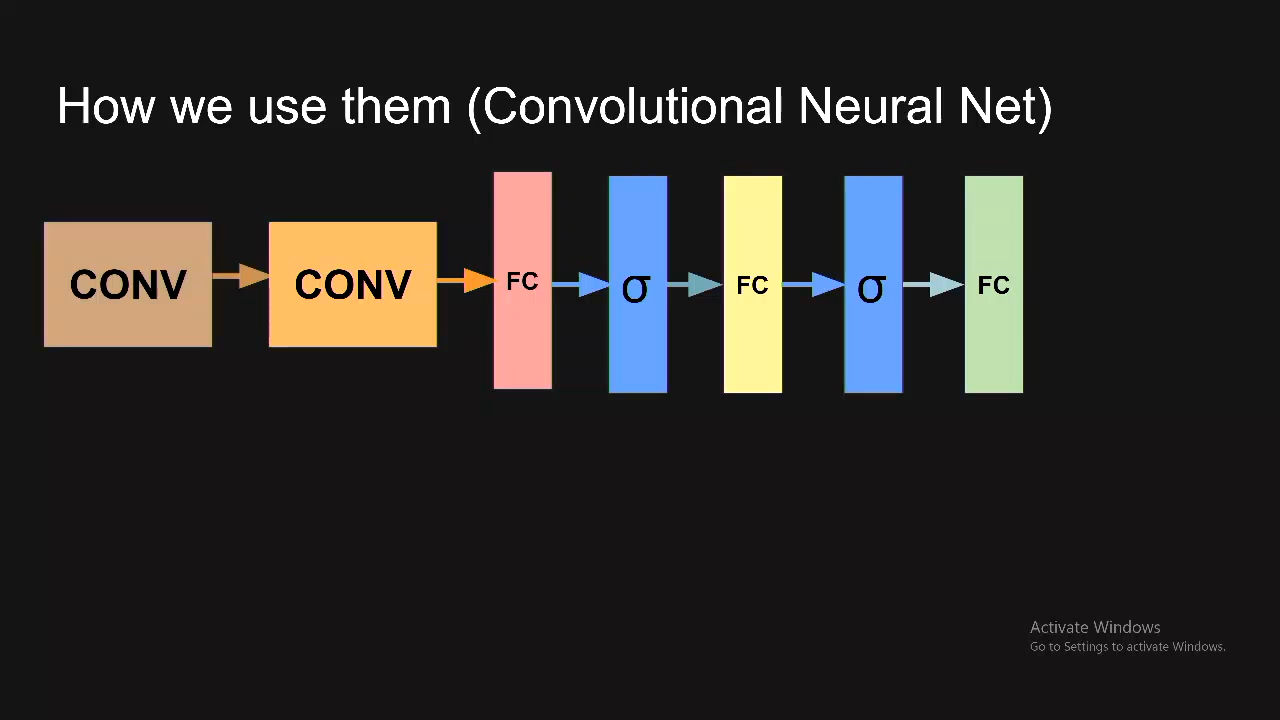 How we use them (Convolutional Neural Net)
CONV
CONV
FC
σ
FC
σ
FC
Activate Windows
Go to Settings to activate Windows.